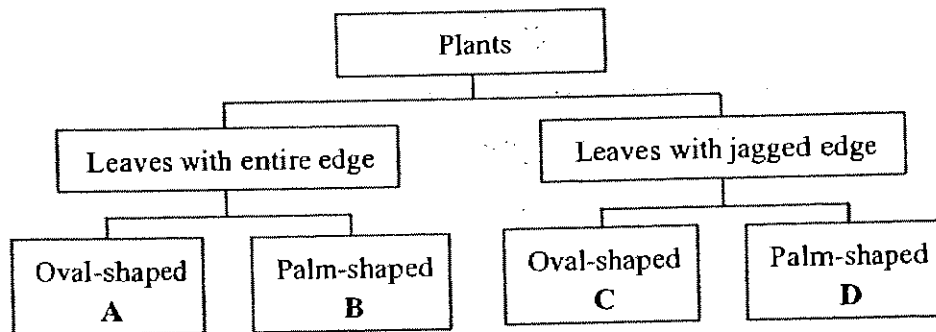 Plants
Leaves with entire edge
Leaves with jagged edge
Oval-shaped
A
Palm-shaped
B
Oval-shaped
C
Palm-shaped
D